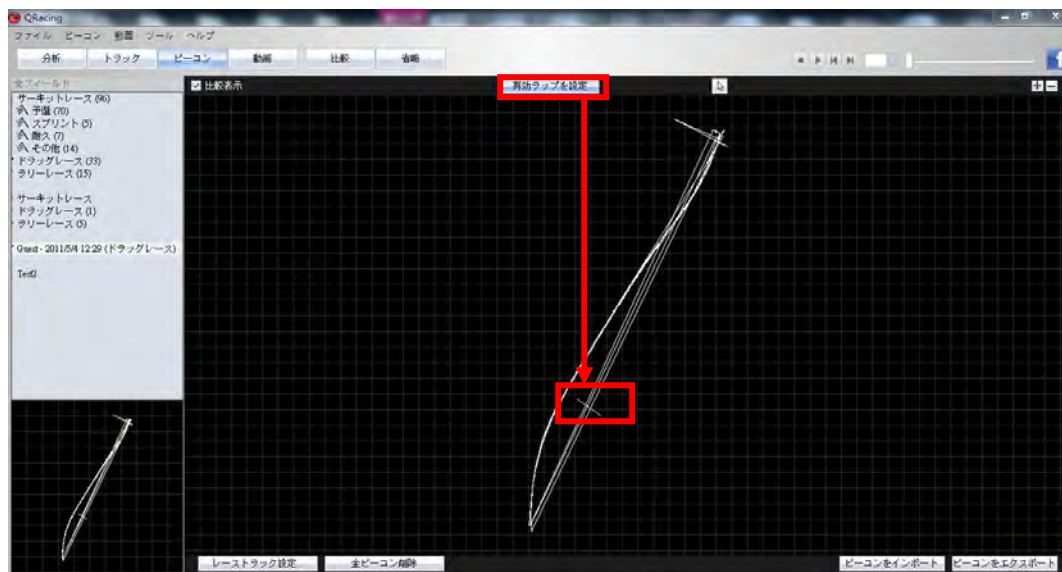 QRacing
ファイル ビーコン 動画 ツール ヘルプ
分析 トラック ビーコン 動画 比較 省略
全フィールド
比較表示 有効ラップを設定
サーキットレース (96)
予選 (70)
スプリント (5)
耐久 (7)
その他 (14)
ドラッグレース (33)
ラリーレース (15)
サーキットレース
ドラッグレース (1)
ラリーレース (5)
Guest - 2011/5/4 12:29 (ドラッグレース)
Test2
レーストラック設定 全ビーコン削除 ビーコンをインポート ビーコンをエクスポート